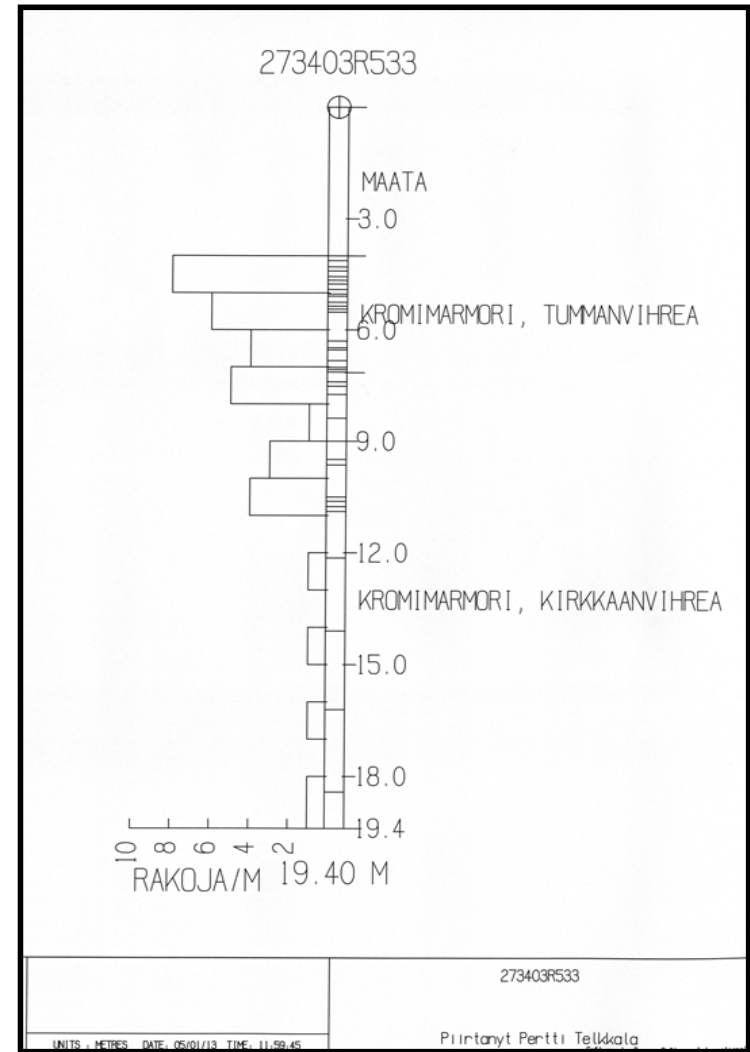 273403R533
MAATA
3.0
KROMIMARMORI, TUMMANVIHREA
6.0
9.0
12.0
KROMIMARMORI, KIRKKAANVIHREA
15.0
18.0
19.4
10 8 6 4 2
RAKOJA/M 19.40 M
273403R533
UNITS : METRES DATE: 05/01/13 TIME: 11:59:45
Piirtanyt Pertti Telkkala